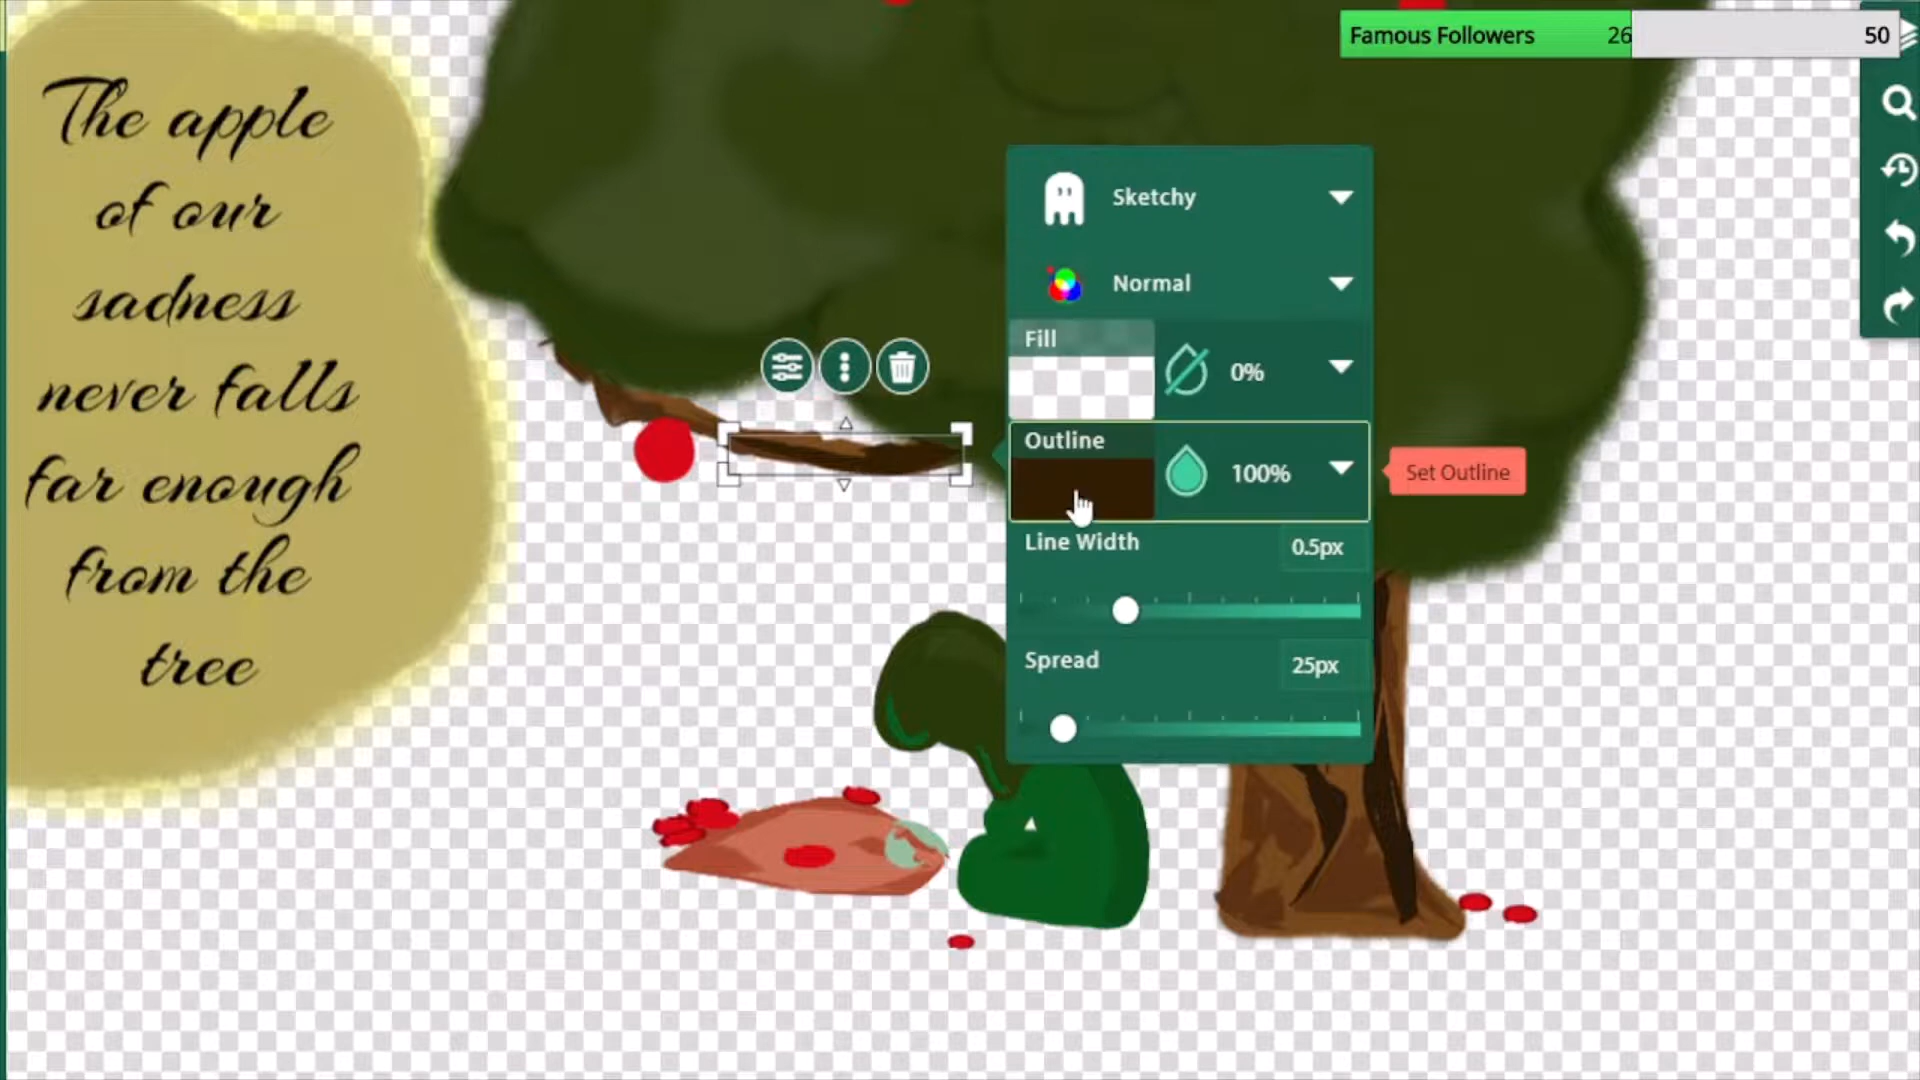 Famous Followers 26 50
The apple
of our
sadness
never falls
far enough
from the
tree
Sketchy
Normal
Fill
0%
Outline
100%
Set Outline
Line Width
0.5px
Spread
25px